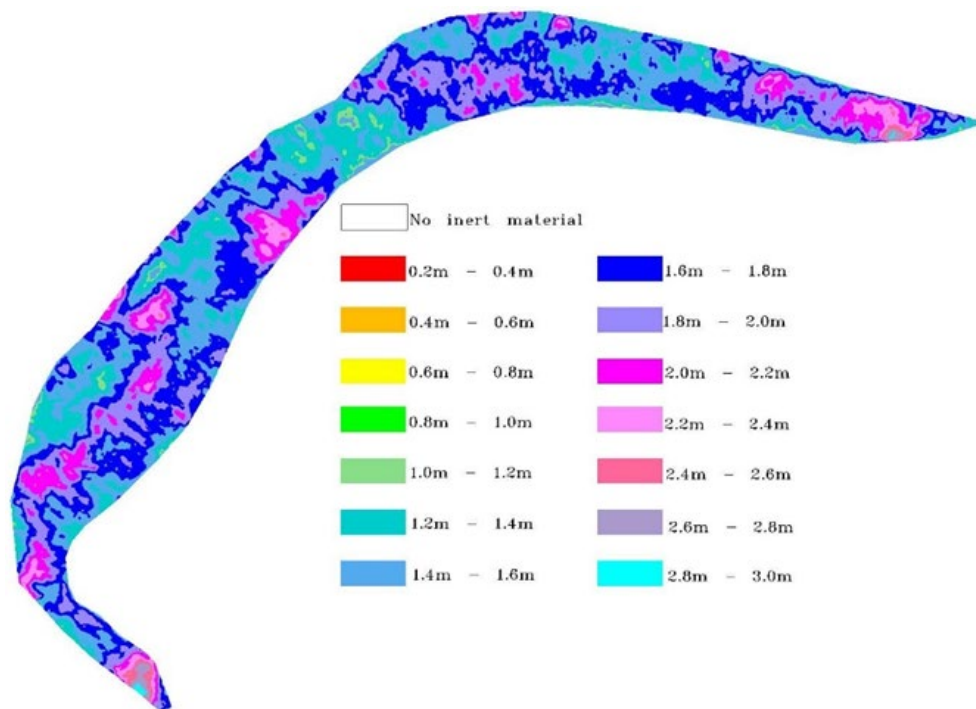 No inert material
0.2m - 0.4m
0.4m - 0.6m
0.6m - 0.8m
0.8m - 1.0m
1.0m - 1.2m
1.2m - 1.4m
1.4m - 1.6m
1.6m - 1.8m
1.8m - 2.0m
2.0m - 2.2m
2.2m - 2.4m
2.4m - 2.6m
2.6m - 2.8m
2.8m - 3.0m